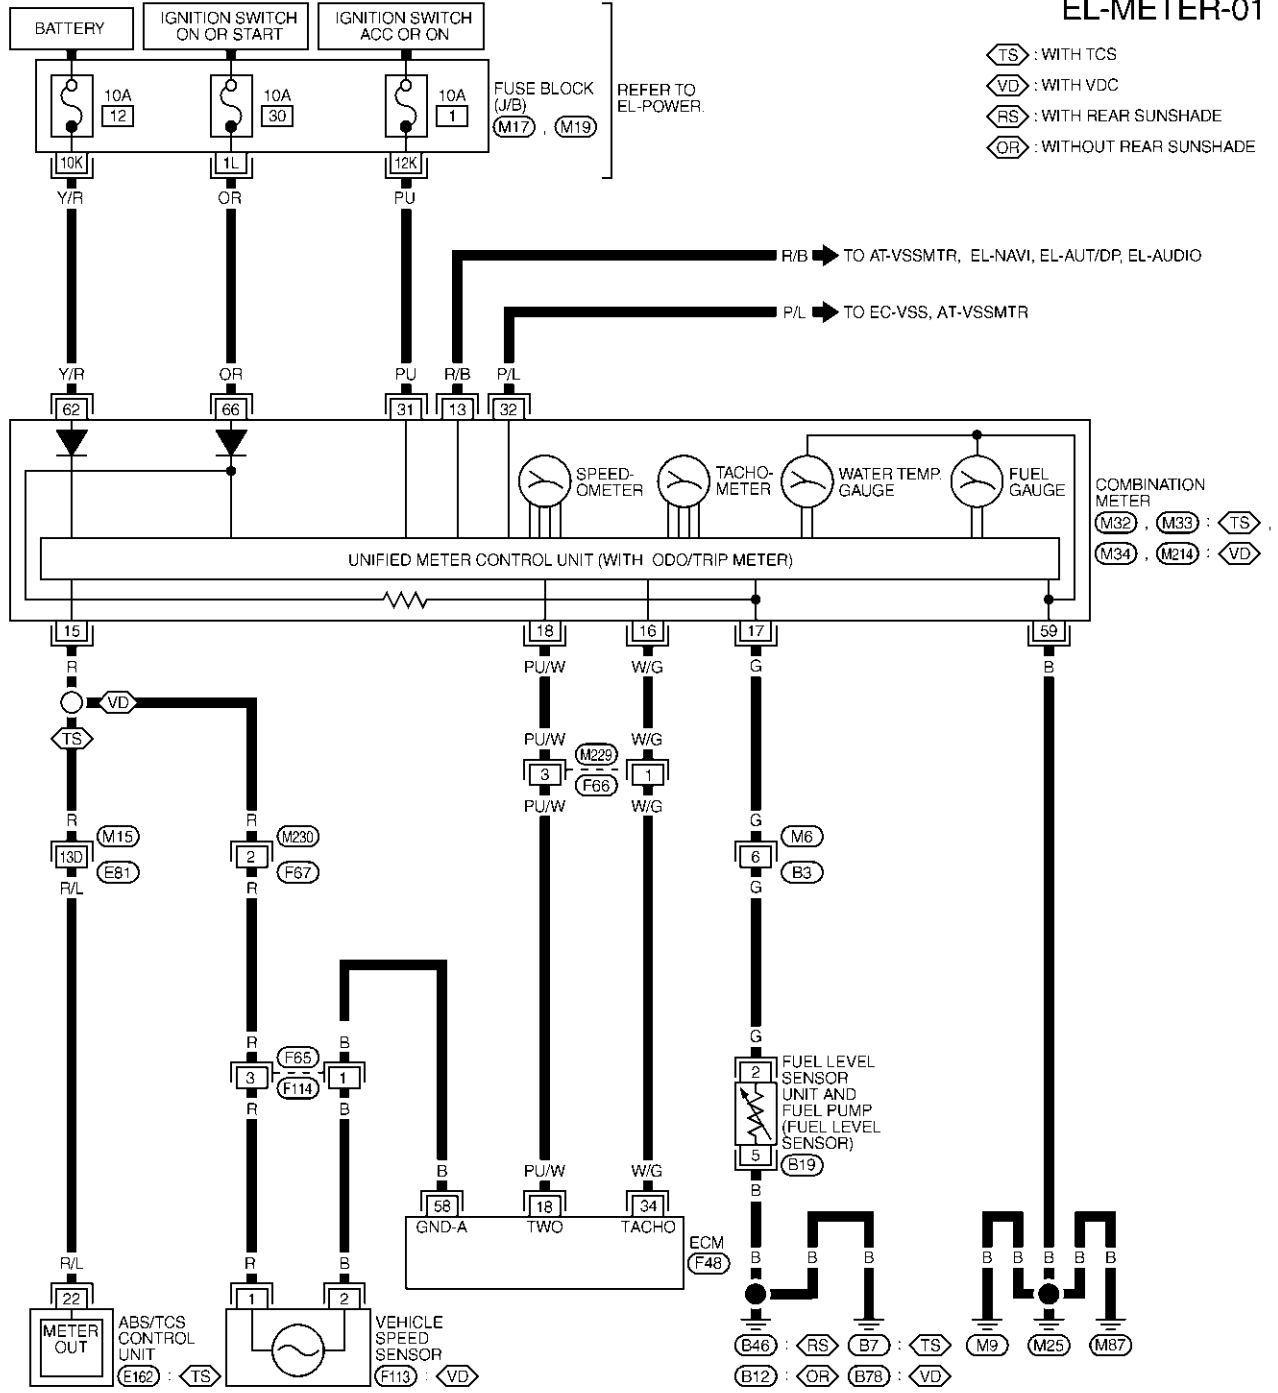 EL-METER-01
BATTERY
IGNITION SWITCH
ON OR START
IGNITION SWITCH
ACC OR ON
TS : WITH TCS
VD : WITH VDC
RS : WITH REAR SUNSHADE
OR : WITHOUT REAR SUNSHADE
10A
12
10A
30
10A
1
FUSE BLOCK
(J/B)
M17 , M19
REFER TO
EL-POWER.
10K 1L 12K
Y/R OR PU
R/B TO AT-VSSMTR, EL-NAVI, EL-AUT/DP, EL-AUDIO
P/L TO EC-VSS, AT-VSSMTR
Y/R OR PU R/B P/L
62 66 31 13 32
SPEED-
OMETER
TACHO-
METER
WATER TEMP.
GAUGE
FUEL
GAUGE
COMBINATION
METER
M32 , M33 : TS ,
M34 , M214 : VD
UNIFIED METER CONTROL UNIT (WITH ODO/TRIP METER)
15 18 16 17 59
R PU/W W/G G B
VD
TS
PU/W W/G
3 M229 1
F66
PU/W W/G
R R G
13D M15
E81
2 M230
F67
6 M6
B3
R/L R G
R B G
3 F65 1
F114
R B
2
FUEL LEVEL
SENSOR
UNIT AND
FUEL PUMP
(FUEL LEVEL
SENSOR)
5 B19
B PU/W W/G B
58 18 34
GND-A TWO TACHO
ECM
F48
R/L R B
B B B B B B B B
22 1 2
METER
OUT
ABS/TCS
CONTROL
UNIT
E162 : TS
VEHICLE
SPEED
SENSOR
F113 : VD
B46 : RS B7 : TS M9 M25 M87
B12 : OR B78 : VD